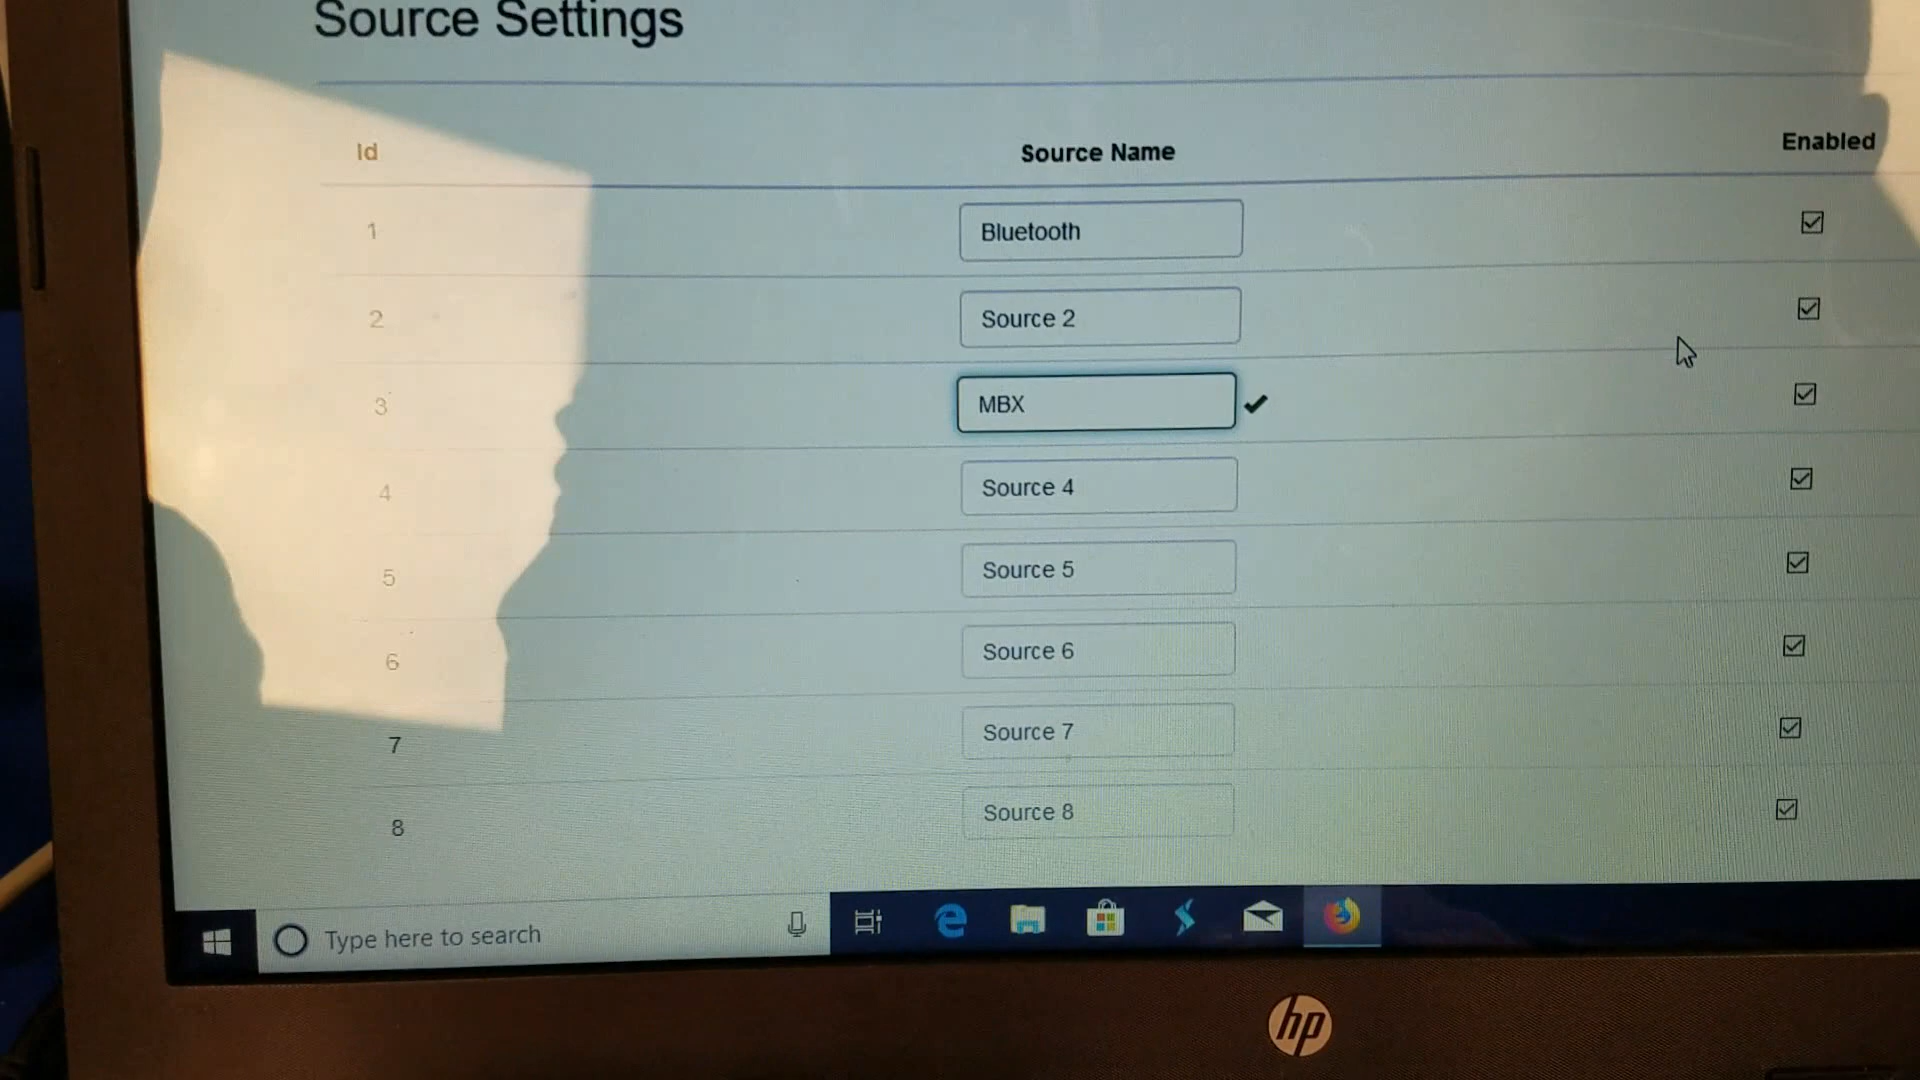 Source Settings
Id Source Name Enabled
1 Bluetooth
2 Source 2
3 MBX
4 Source 4
5 Source 5
6 Source 6
7 Source 7
8 Source 8
Type here to search
hp